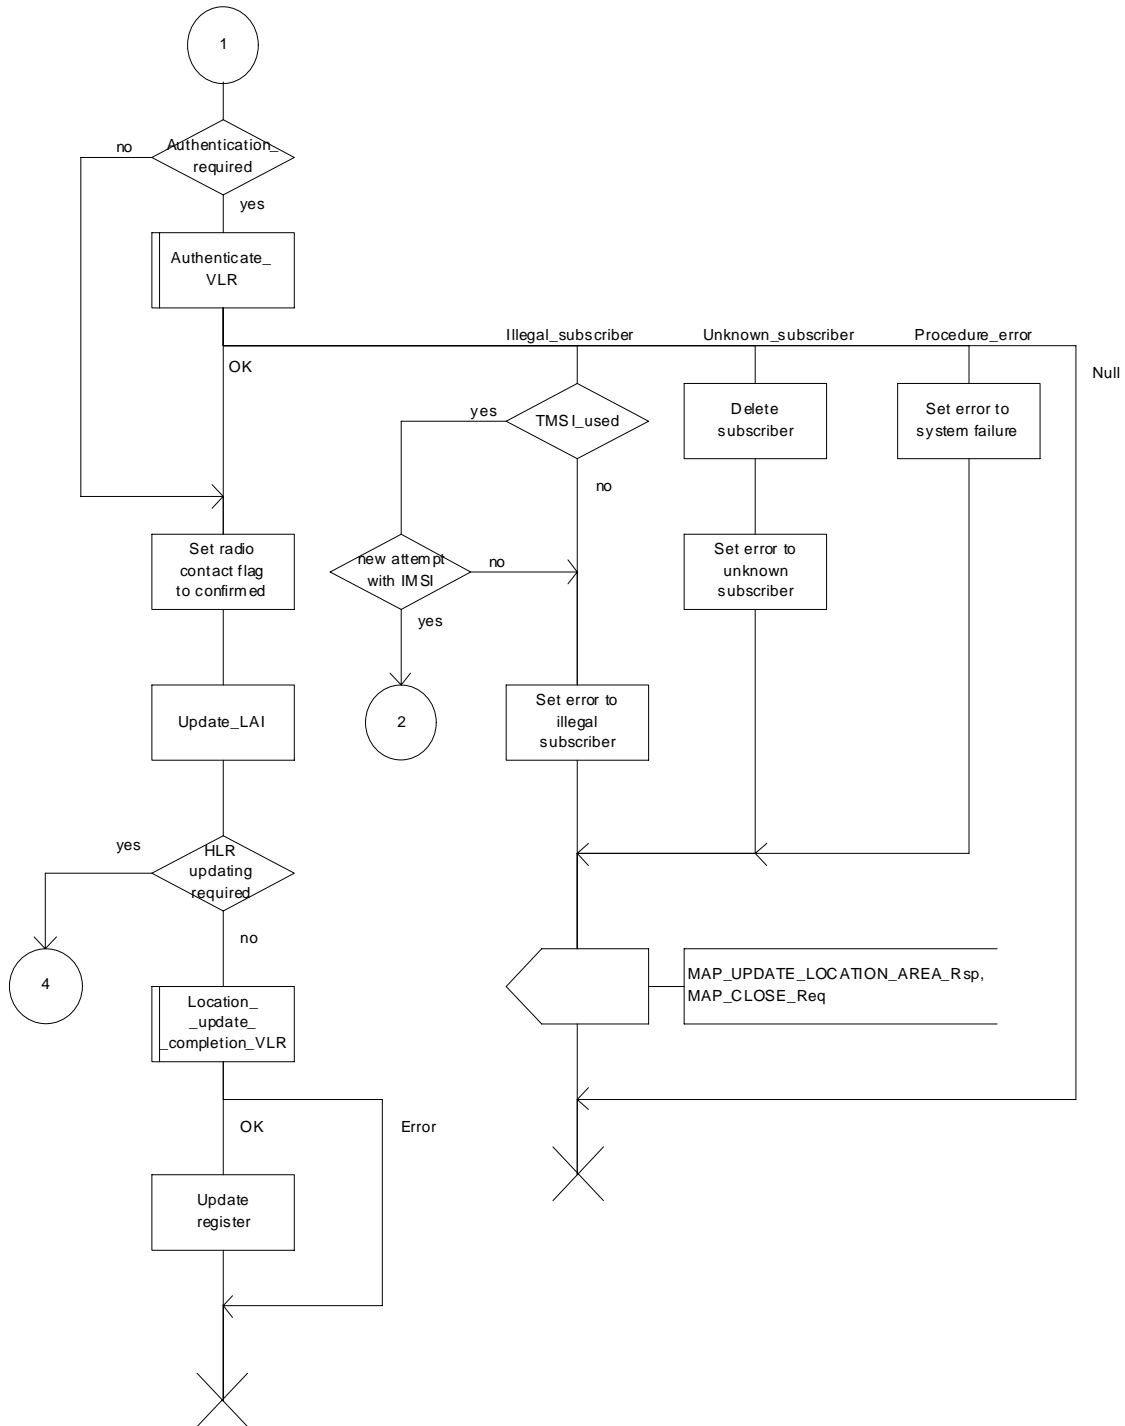 1
no
Authentication_
required
yes
Authenticate_
VLR
Illegal_subscriber
Unknown_subscriber
Procedure_error
OK
Null
yes
TMSI_used
no
Delete
subscriber
Set error to
system failure
Set radio
contact flag
to confirmed
new attempt
with IMSI
no
yes
Set error to
unknown
subscriber
Update_LAI
2
Set error to
illegal
subscriber
yes
HLR
updating
required
no
4
MAP_UPDATE_LOCATION_AREA_Rsp,
MAP_CLOSE_Req
Location_
_update_
_completion_VLR
OK
Error
Update
register